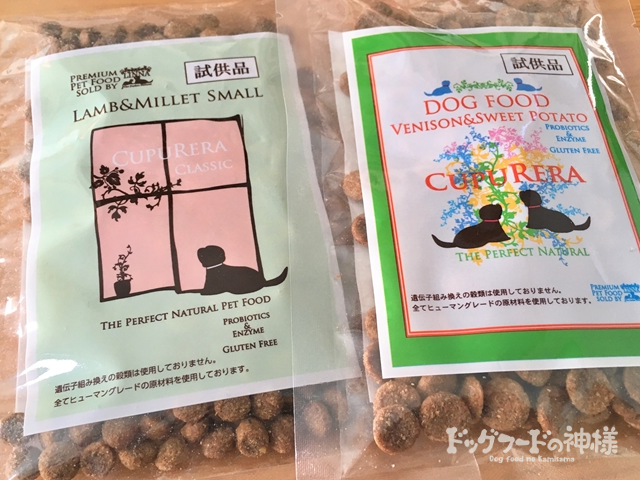 PREMIUM
PET FOOD
SOLD BY
LINNA
試供品
LAMB&MILLET SMALL
CUPURERA
CLASSIC
THE PERFECT NATURAL PET FOOD
PROBIOTICS
&
ENZYME
GLUTEN FREE
遺伝子組み換えの穀類は使用しておりません。
全てヒューマングレードの原材料を使用しております。
試供品
DOG FOOD
VENISON&SWEET POTATO
PROBIOTICS
&
ENZYME
GLUTEN FREE
CUPURERA
THE PERFECT NATURAL
遺伝子組み換えの穀類は使用しておりません。
全てヒューマングレードの原材料を使用しております。
PREMIUM
PET FOOD
SOLD BY
ドッグフードの神様
Dog food no Kamisama